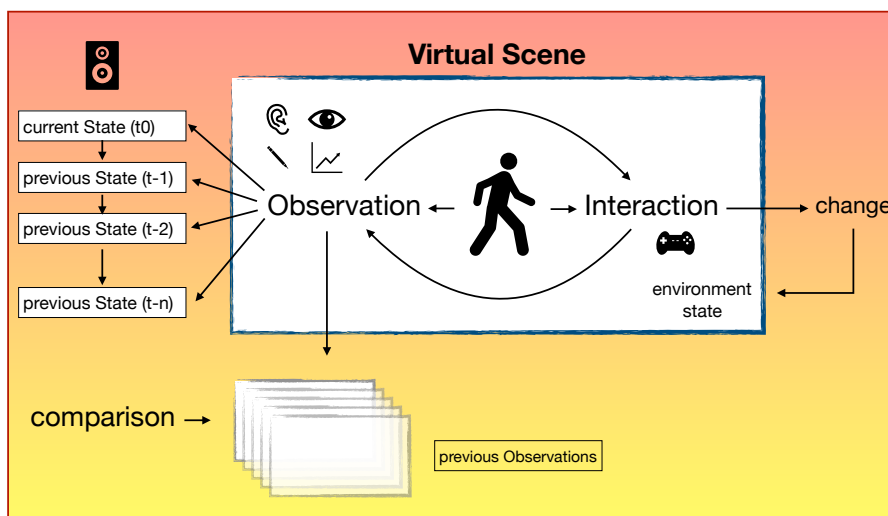 Virtual Scene
current State (t0)
previous State (t-1)
previous State (t-2)
previous State (t-n)
Observation
Interaction
change
environment
state
comparison
previous Observations